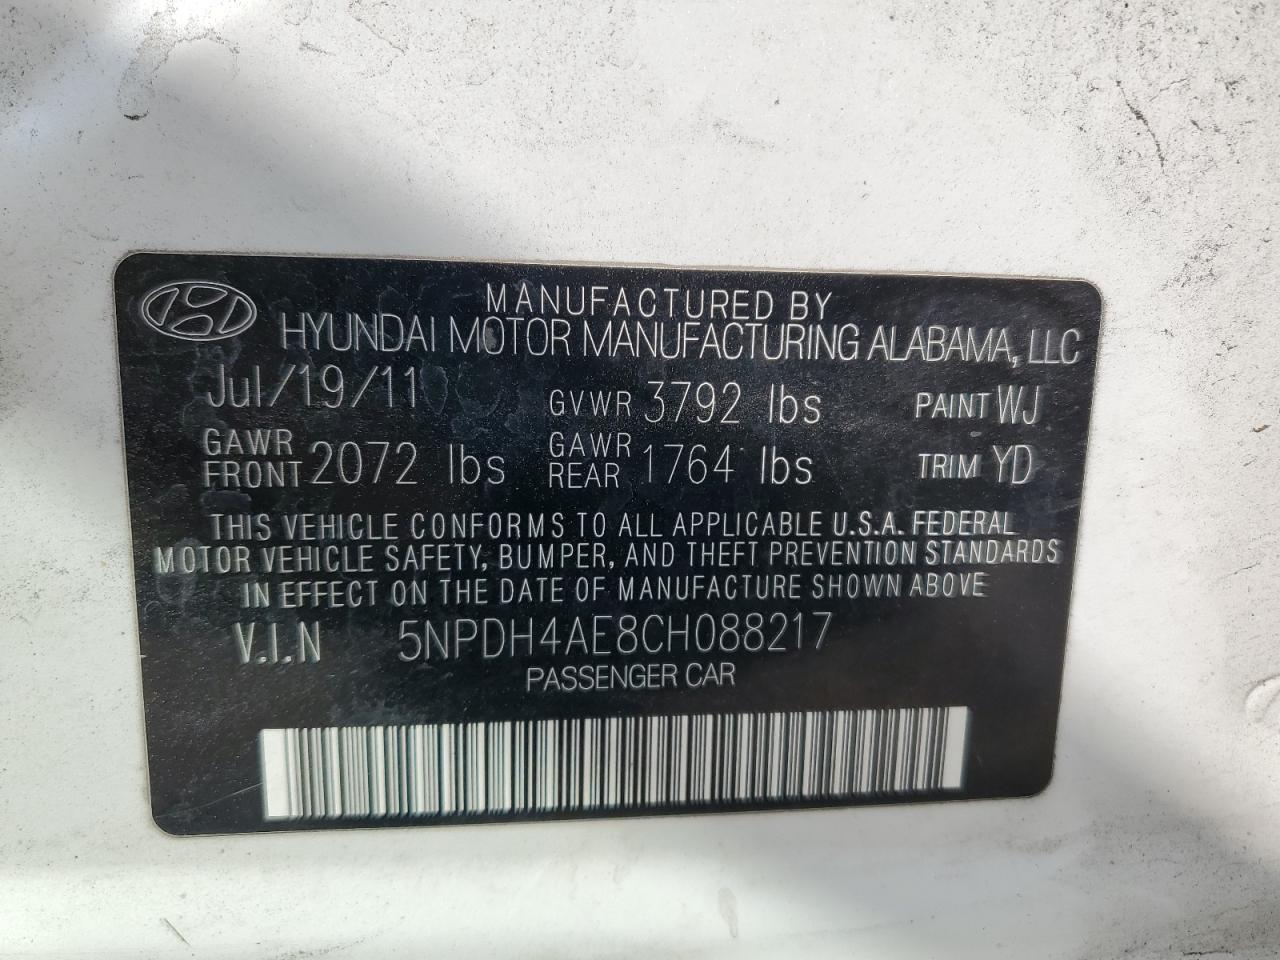 MANUFACTURED BY
HYUNDAI MOTOR MANUFACTURING ALABAMA, LLC
Jul/19/11 GVWR 3792 lbs PAINT WJ
GAWR FRONT 2072 lbs GAWR REAR 1764 lbs TRIM YD
THIS VEHICLE CONFORMS TO ALL APPLICABLE U.S.A. FEDERAL
MOTOR VEHICLE SAFETY, BUMPER, AND THEFT PREVENTION STANDARDS
IN EFFECT ON THE DATE OF MANUFACTURE SHOWN ABOVE
V.I.N 5NPDH4AE8CH088217
PASSENGER CAR